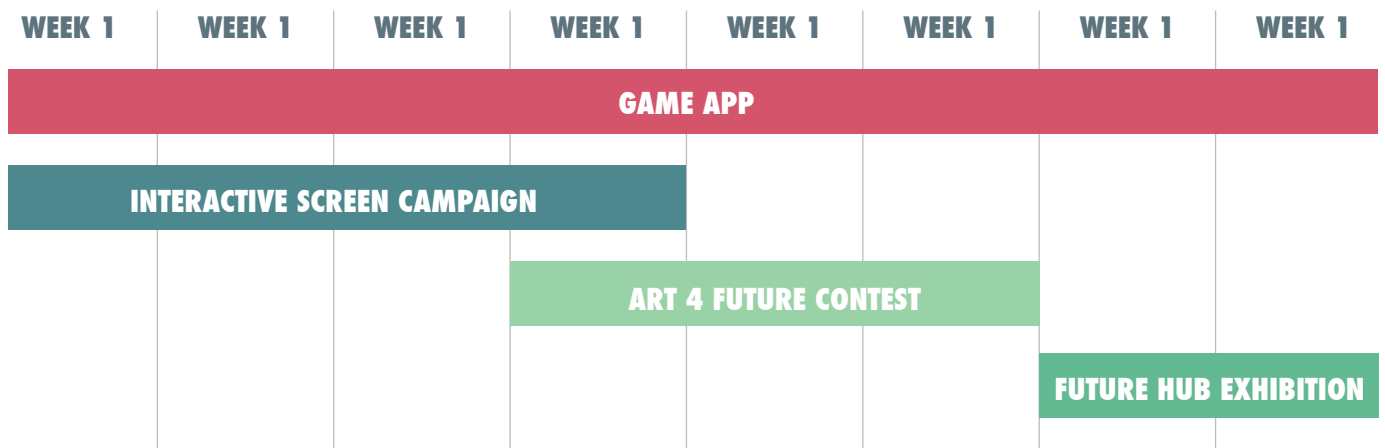 WEEK 1 WEEK 1 WEEK 1 WEEK 1 WEEK 1 WEEK 1 WEEK 1 WEEK 1
GAME APP
INTERACTIVE SCREEN CAMPAIGN
ART 4 FUTURE CONTEST
FUTURE HUB EXHIBITION